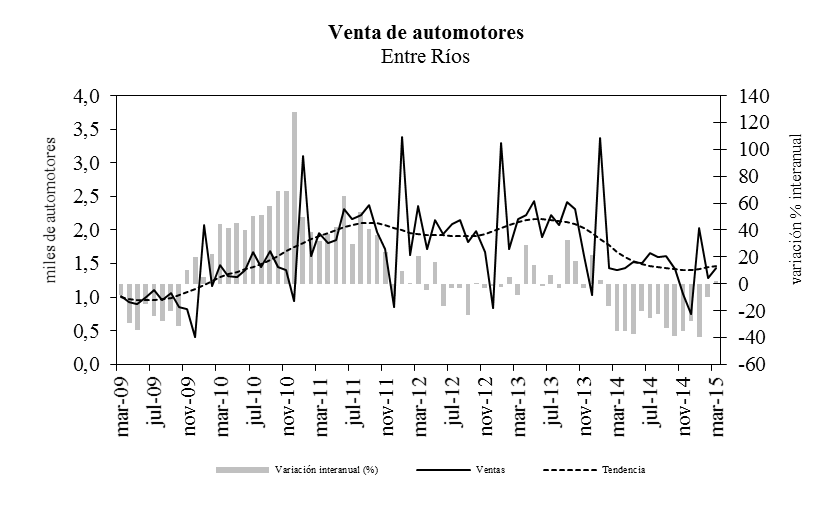 Venta de automotores
Entre Ríos
miles de automotores
4,0
3,5
3,0
2,5
2,0
1,5
1,0
0,5
0,0
140
120
100
80
60
40
20
0
-20
-40
-60
variación % interanual
mar-09
jul-09
nov-09
mar-10
jul-10
nov-10
mar-11
jul-11
nov-11
mar-12
jul-12
nov-12
mar-13
jul-13
nov-13
mar-14
jul-14
nov-14
mar-15
Variación interanual (%)
Ventas
Tendencia